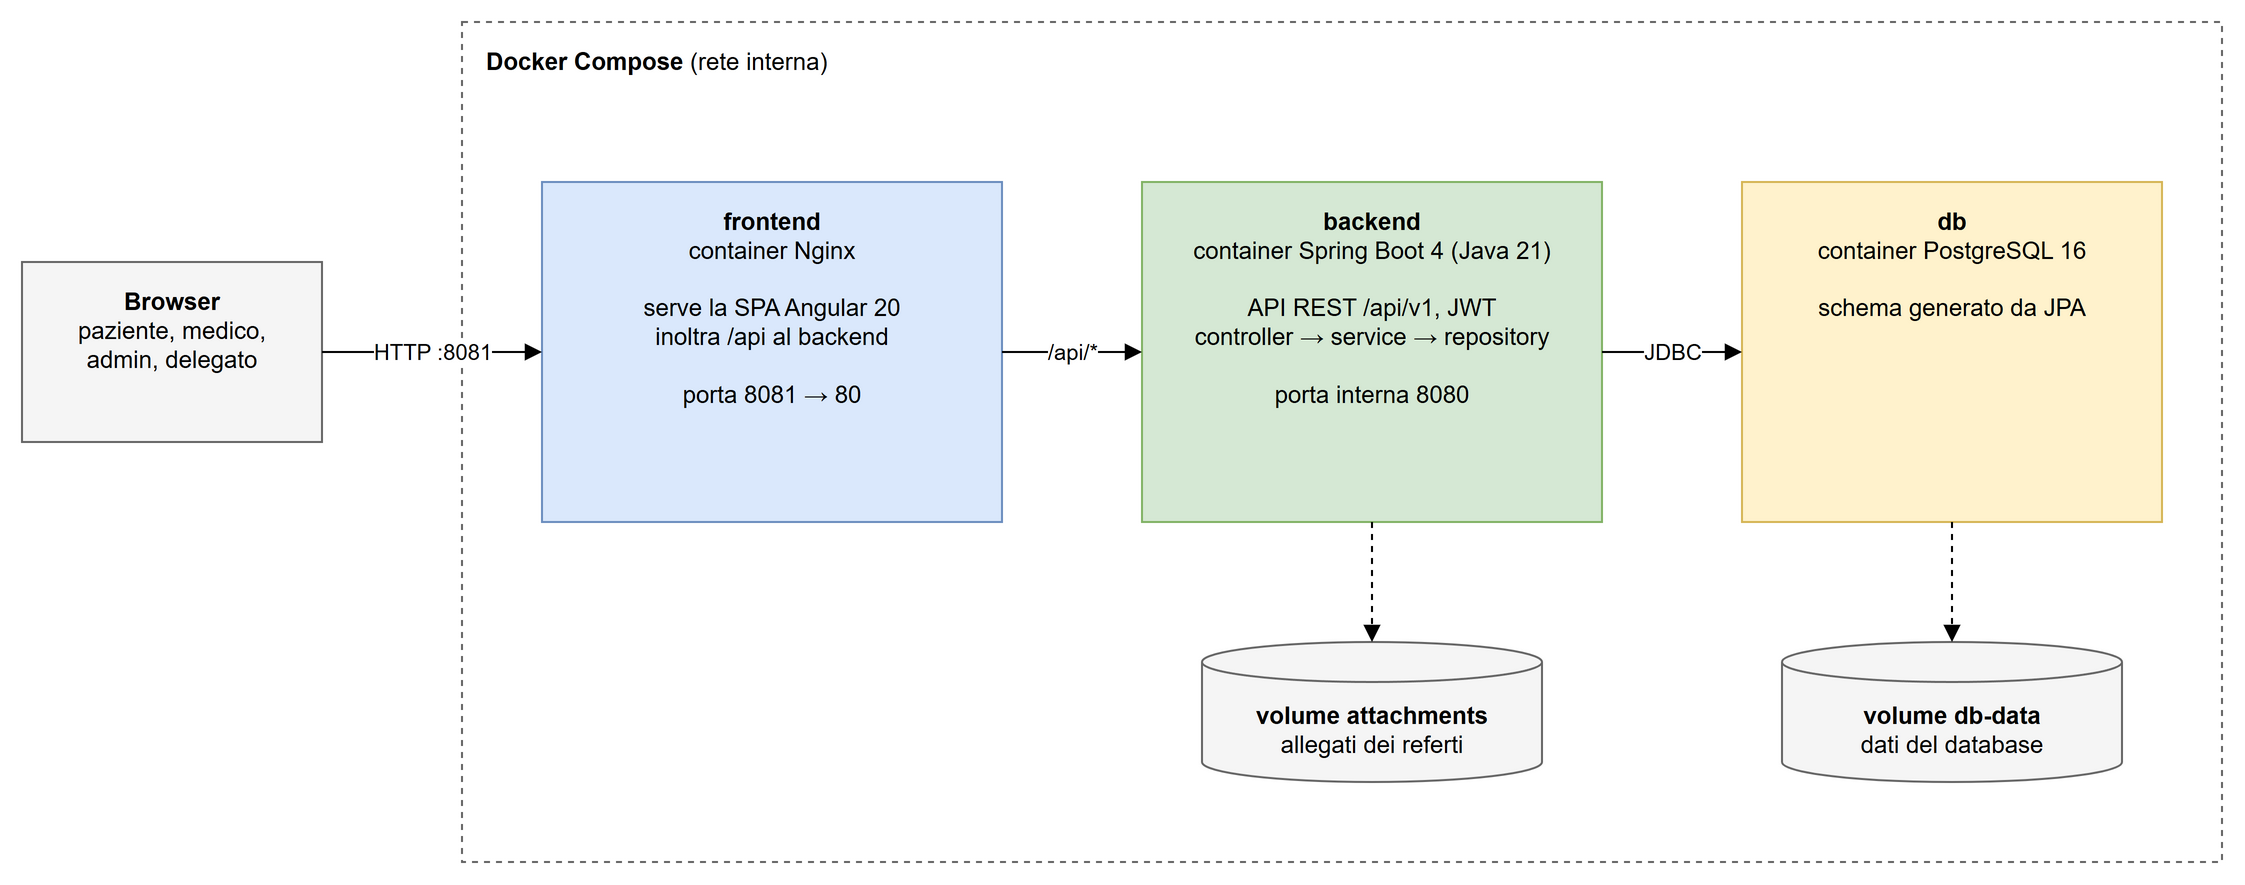 Docker Compose (rete interna)
Browser
paziente, medico,
admin, delegato
HTTP :8081
frontend
container Nginx
serve la SPA Angular 20
inoltra /api al backend
porta 8081 → 80
/api/*
backend
container Spring Boot 4 (Java 21)
API REST /api/v1, JWT
controller → service → repository
porta interna 8080
JDBC
db
container PostgreSQL 16
schema generato da JPA
volume attachments
allegati dei referti
volume db-data
dati del database